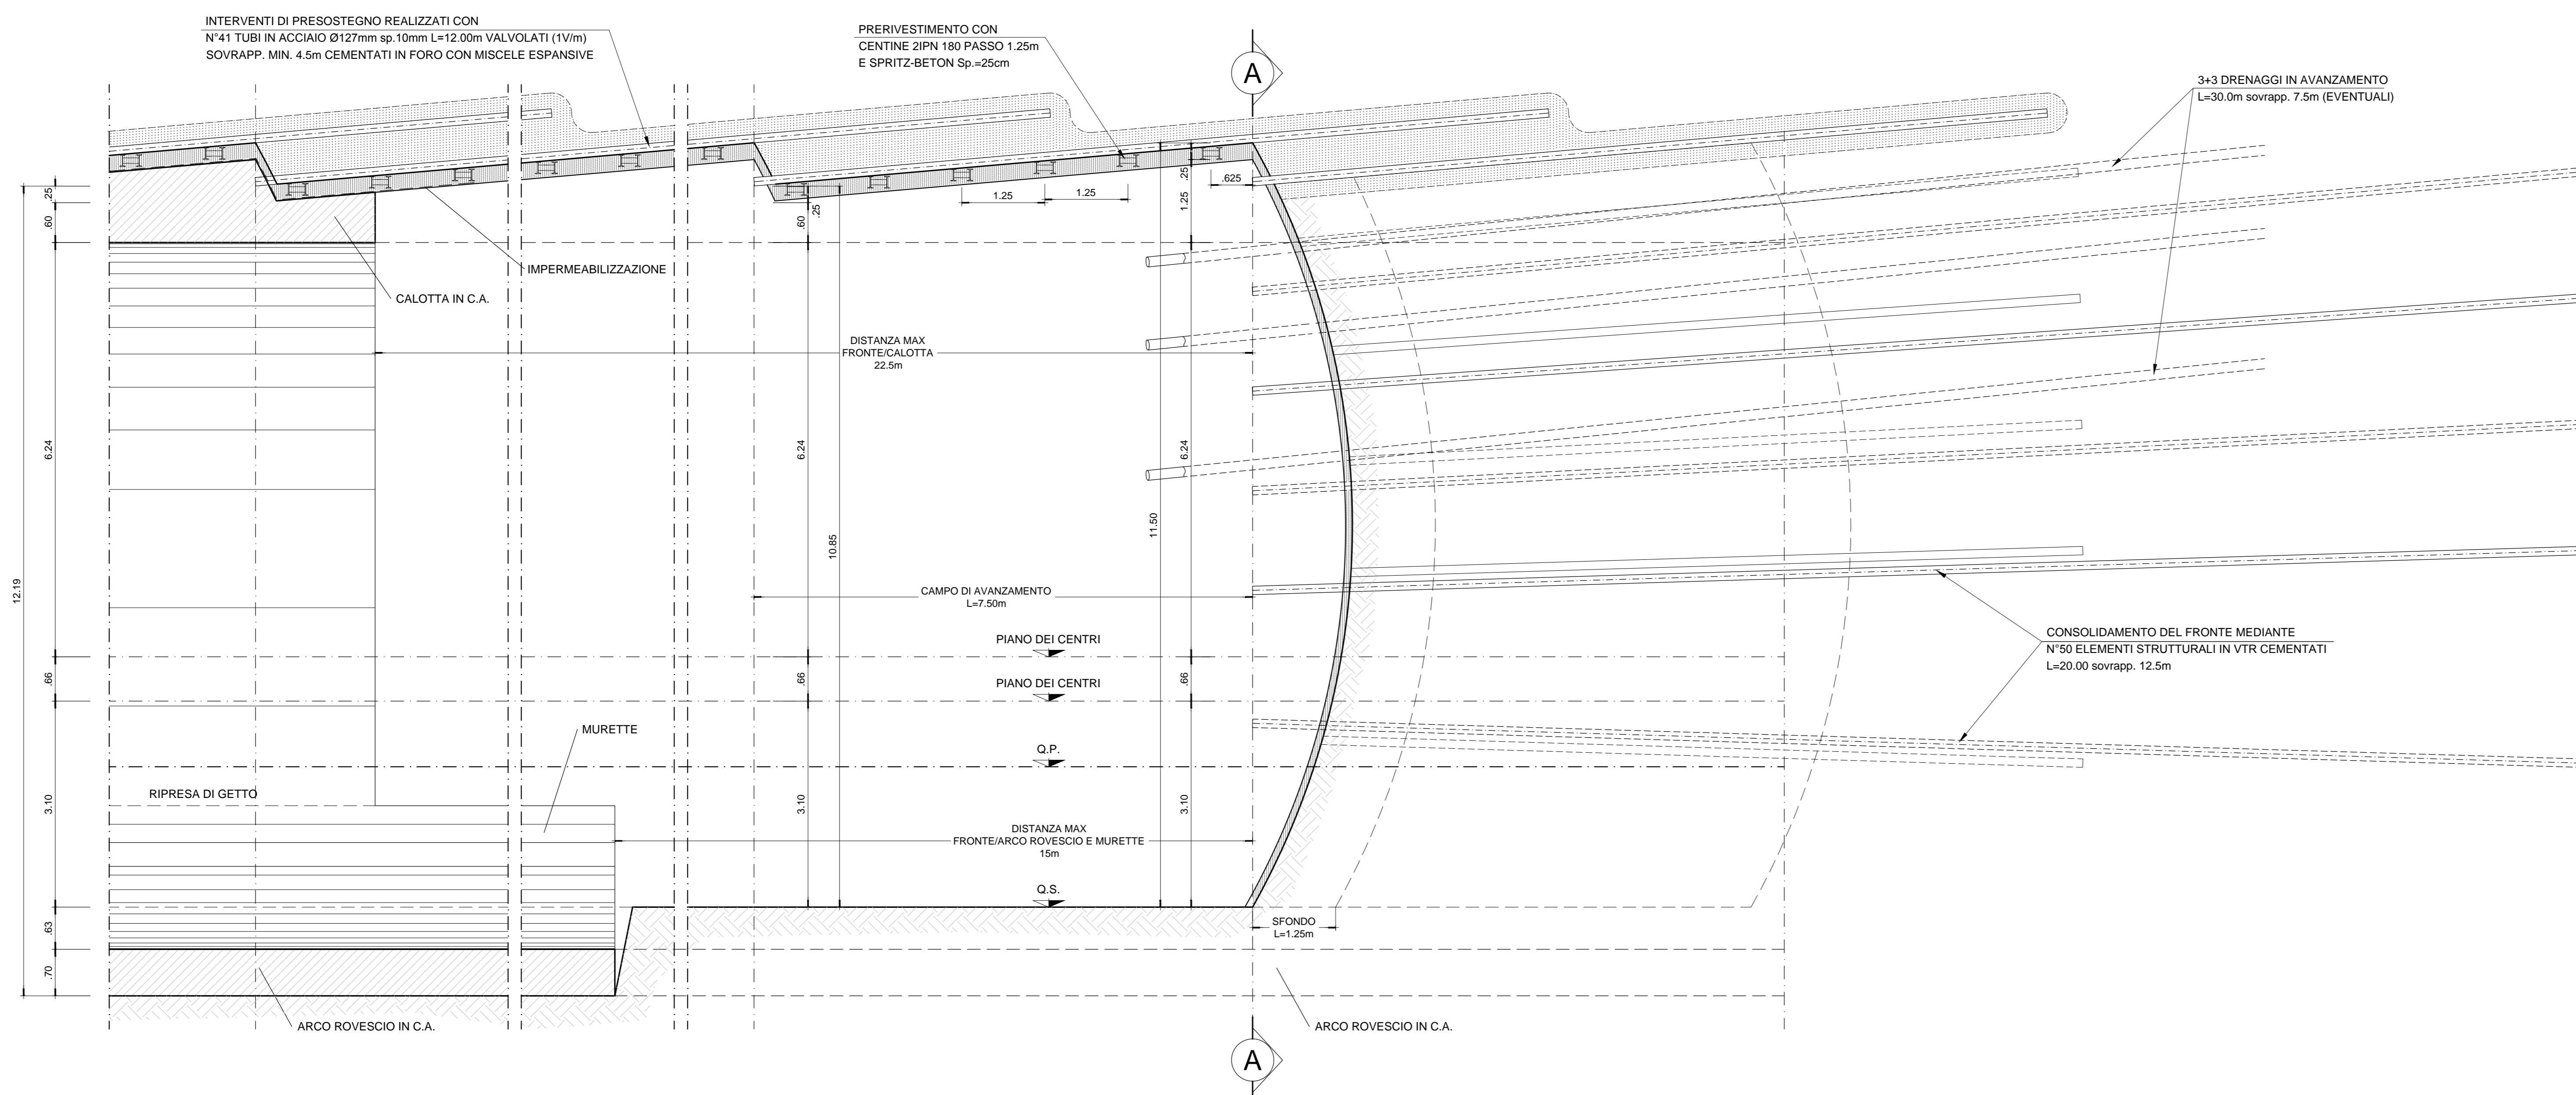 INTERVENTI DI PRESOSTEGNO REALIZZATI CON
N°41 TUBI IN ACCIAIO Ø127mm sp.10mm L=12.00m VALVOLATI (1V/m)
SOVRAPP. MIN. 4.5m CEMENTATI IN FORO CON MISCELE ESPANSIVE
PRERIVESTIMENTO CON
CENTINE 2IPN 180 PASSO 1.25m
E SPRITZ-BETON Sp.=25cm
A
3+3 DRENAGGI IN AVANZAMENTO
L=30.0m sovrapp. 7.5m (EVENTUALI)
.25
.60
6.24
.66
3.10
.63
.70
12.19
IMPERMEABILIZZAZIONE
CALOTTA IN C.A.
1.25
1.25
.625
.25
.60
6.24
.66
3.10
10.85
11.50
.25
1.25
6.24
.66
3.10
DISTANZA MAX
FRONTE/CALOTTA
22.5m
CAMPO DI AVANZAMENTO
L=7.50m
PIANO DEI CENTRI
PIANO DEI CENTRI
CONSOLIDAMENTO DEL FRONTE MEDIANTE
N°50 ELEMENTI STRUTTURALI IN VTR CEMENTATI
L=20.00 sovrapp. 12.5m
MURETTE
Q.P.
RIPRESA DI GETTO
DISTANZA MAX
FRONTE/ARCO ROVESCIO E MURETTE
15m
Q.S.
SFONDO
L=1.25m
ARCO ROVESCIO IN C.A.
ARCO ROVESCIO IN C.A.
A